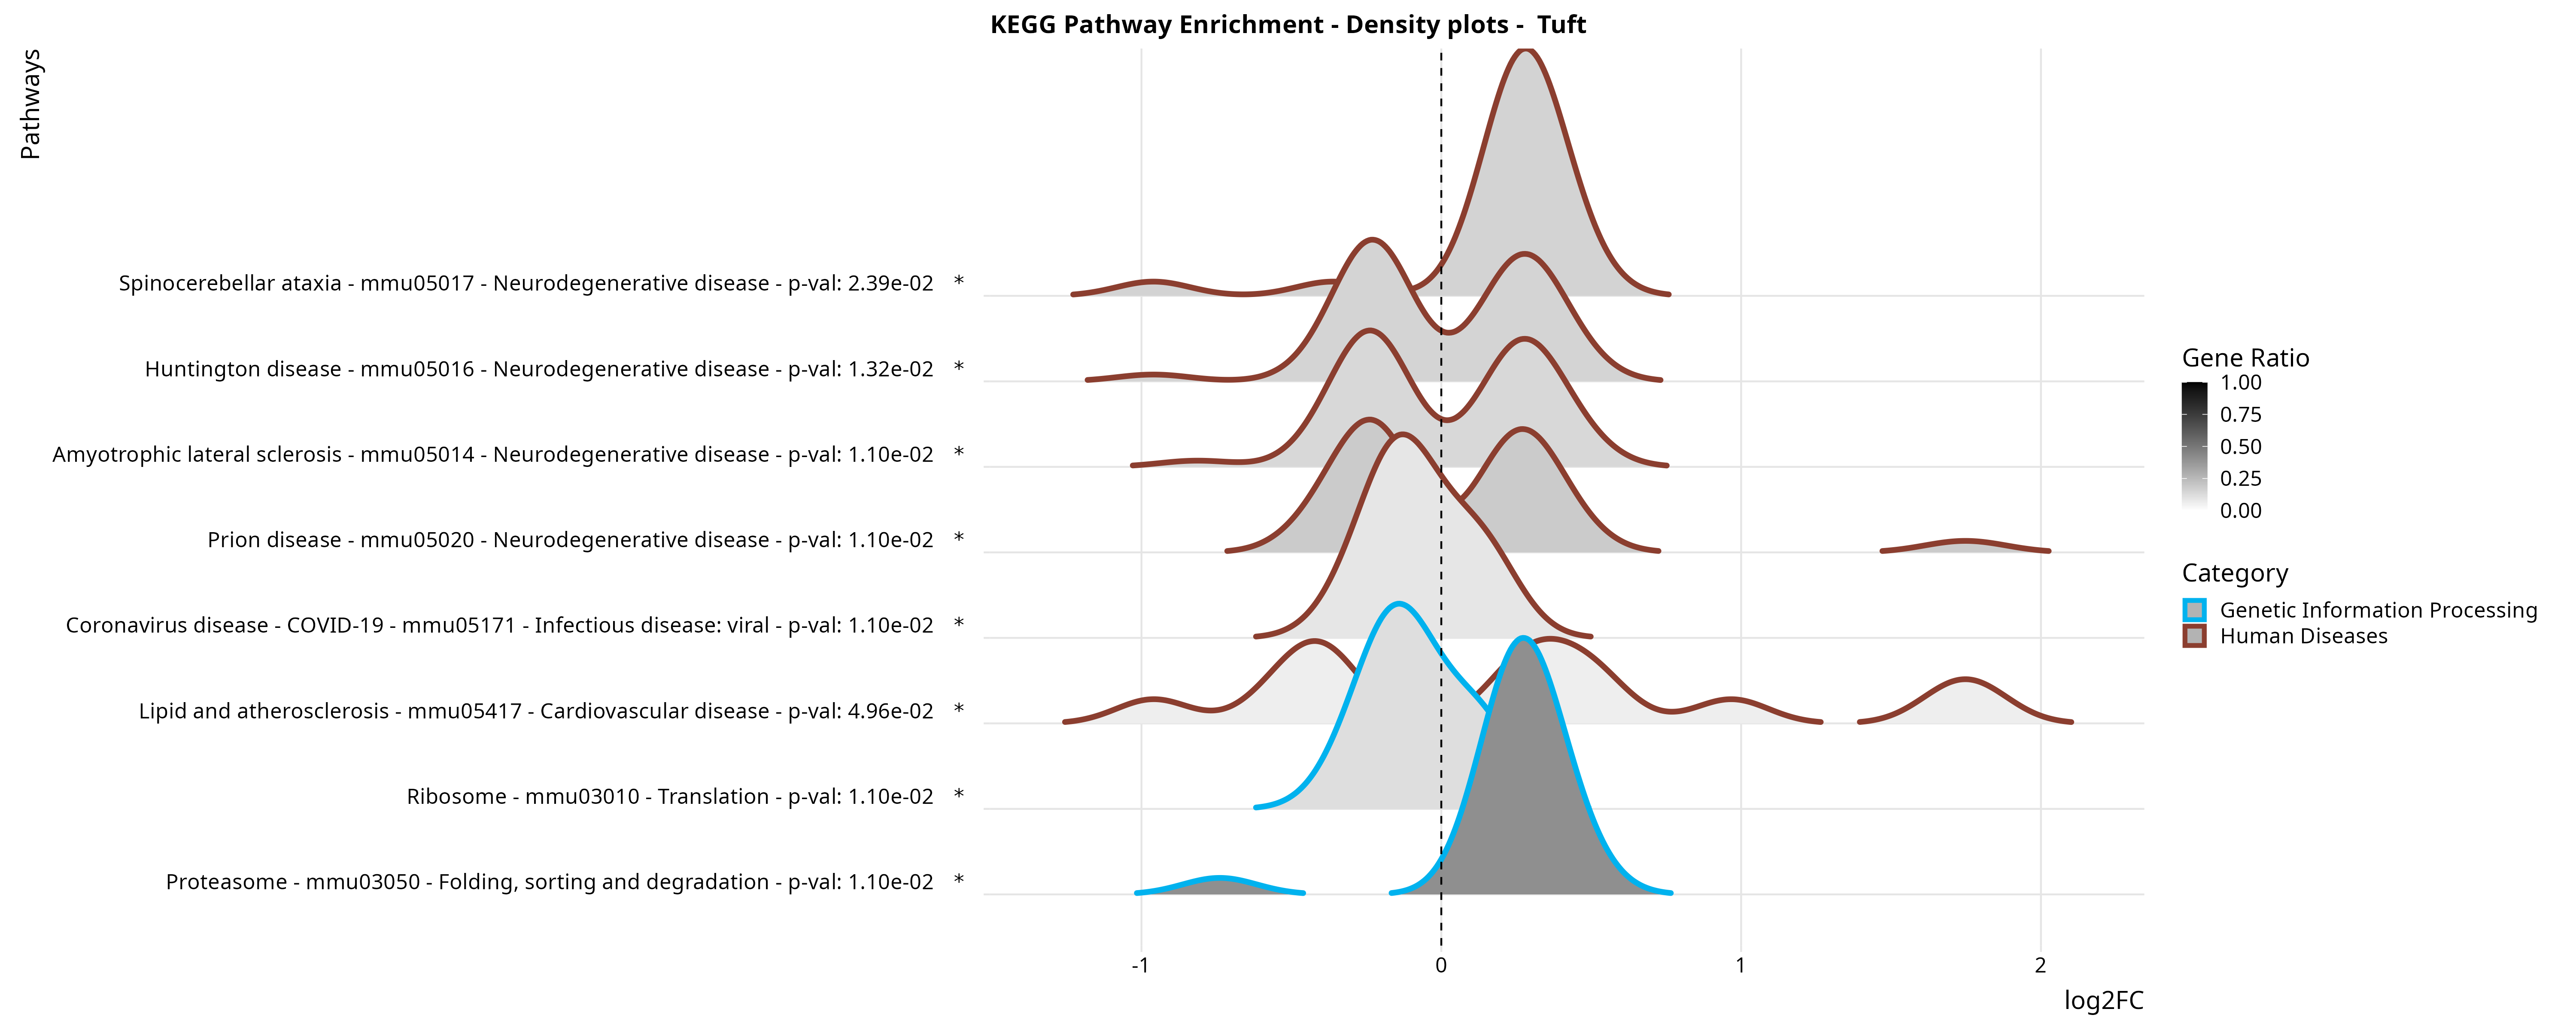 KEGG Pathway Enrichment - Density plots -  Tuft
Pathways
Spinocerebellar ataxia - mmu05017 - Neurodegenerative disease - p-val: 2.39e-02 *
Huntington disease - mmu05016 - Neurodegenerative disease - p-val: 1.32e-02 *
Amyotrophic lateral sclerosis - mmu05014 - Neurodegenerative disease - p-val: 1.10e-02 *
Prion disease - mmu05020 - Neurodegenerative disease - p-val: 1.10e-02 *
Coronavirus disease - COVID-19 - mmu05171 - Infectious disease: viral - p-val: 1.10e-02 *
Lipid and atherosclerosis - mmu05417 - Cardiovascular disease - p-val: 4.96e-02 *
Ribosome - mmu03010 - Translation - p-val: 1.10e-02 *
Proteasome - mmu03050 - Folding, sorting and degradation - p-val: 1.10e-02 *
-1 0 1 2
log2FC
Gene Ratio
1.00
0.75
0.50
0.25
0.00
Category
Genetic Information Processing
Human Diseases